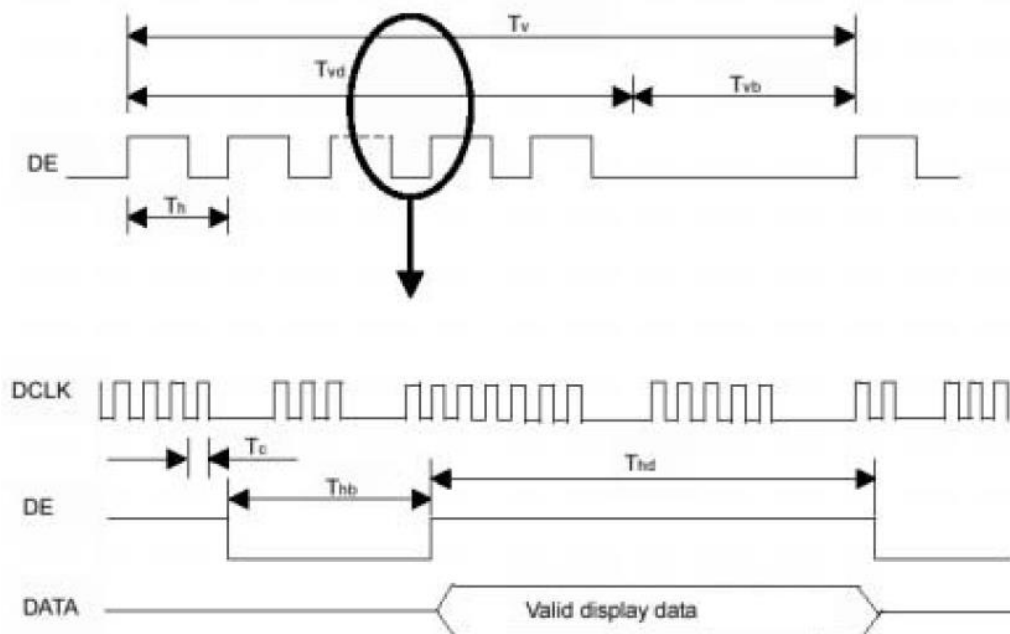 Tv
Tvd
Tvb
DE
Th
DCLK
Tc
Thd
Thb
DE
DATA
Valid display data